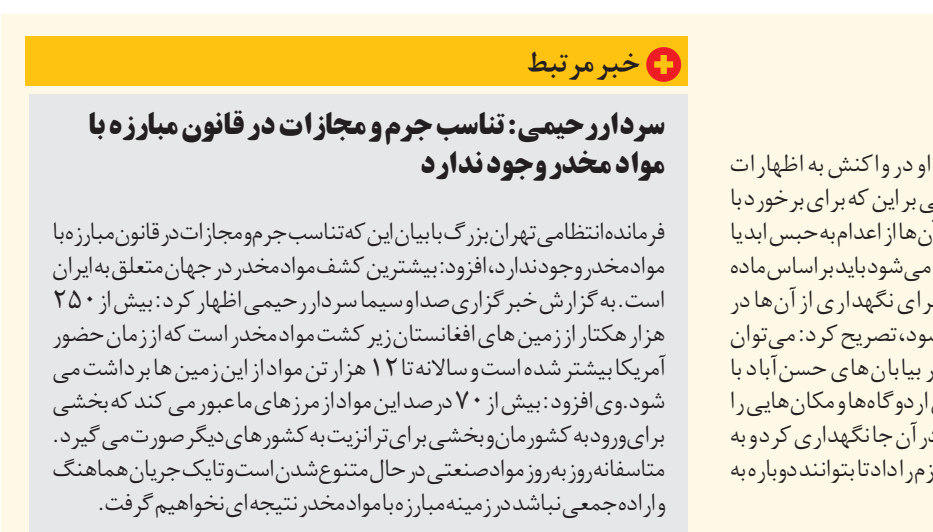 او در واکنش به اظهارات
بر این که برای برخورد با
از اعدام به حبس ابد یا
می‌شود باید بر اساس ماده
برای نگهداری از آن‌ها در
تصریح کرد: می‌توان
بیابان‌های حسن‌آباد با
اردوگاه‌ها و مکان‌هایی را
در آن جا نگهداری کرد و به
را داد تا بتوانند دوباره به
خبر مرتبط
سردار رحیمی: تناسب جرم و مجازات در قانون مبارزه با
مواد مخدر وجود ندارد
فرمانده انتظامی تهران بزرگ با بیان این که تناسب جرم و مجازات در قانون مبارزه با
مواد مخدر وجود ندارد، افزود: بیشترین کشف مواد مخدر در جهان متعلق به ایران
است. به گزارش خبرگزاری صدا و سیما سردار رحیمی اظهار کرد: بیش از ۲۵۰
هزار هکتار از زمین های افغانستان زیر کشت مواد مخدر است که از زمان حضور
آمریکا بیشتر شده است و سالانه تا ۱۲ هزار تن مواد از این زمین ها برداشت می
شود. وی افزود: بیش از ۷۰ درصد این مواد از مرزهای ما عبور می کند که بخشی
برای ورود به کشورمان و بخشی برای ترانزیت به کشورهای دیگر صورت می گیرد.
متاسفانه روز به روز مواد صنعتی در حال متنوع شدن است و تا یک جریان هماهنگ
و اراده جمعی نباشد در زمینه مبارزه با مواد مخدر نتیجه ای نخواهیم گرفت.